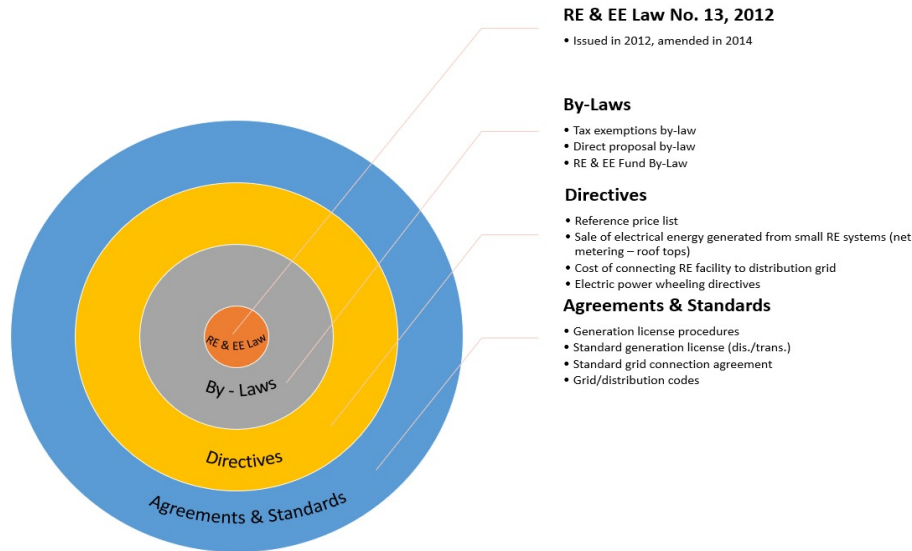 RE & EE Law No. 13, 2012
• Issued in 2012, amended in 2014
By-Laws
• Tax exemptions by-law
• Direct proposal by-law
• RE & EE Fund By-Law
Directives
• Reference price list
• Sale of electrical energy generated from small RE systems (net
metering – roof tops)
• Cost of connecting RE facility to distribution grid
• Electric power wheeling directives
Agreements & Standards
• Generation license procedures
• Standard generation license (dis./trans.)
• Standard grid connection agreement
• Grid/distribution codes
RE & EE Law
By - Laws
Directives
Agreements & Standards